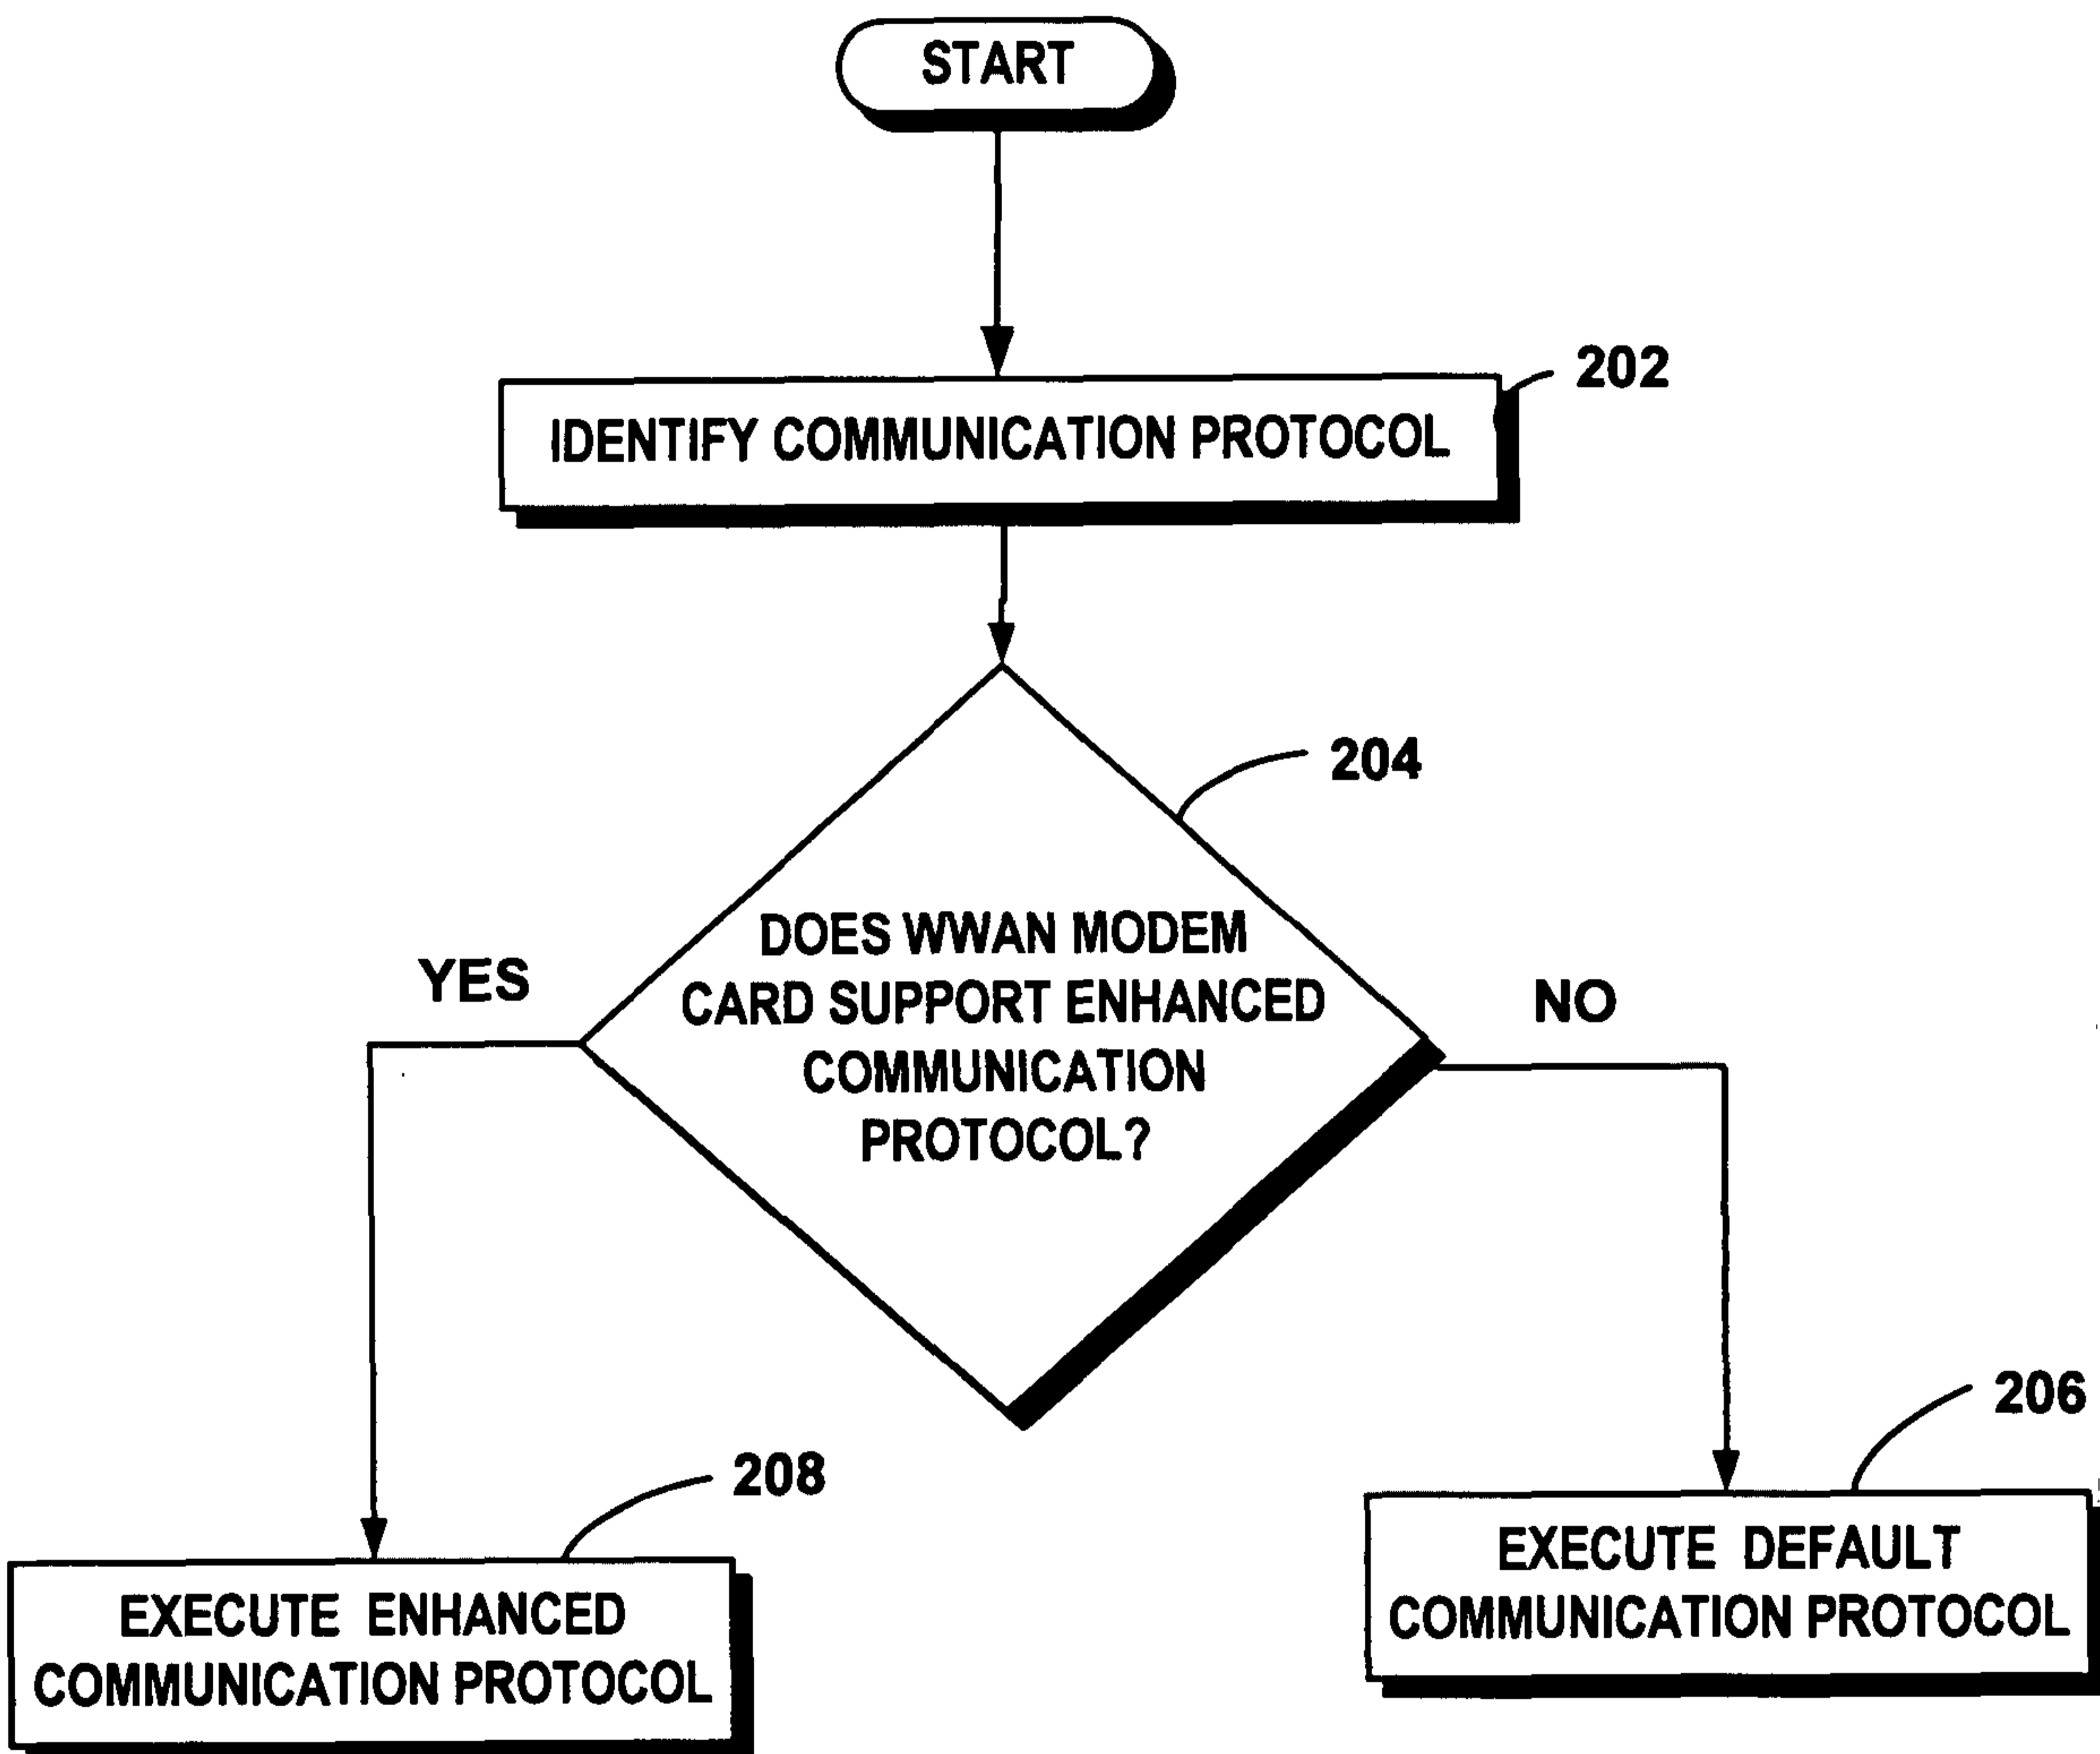 START
202
IDENTIFY COMMUNICATION PROTOCOL
204
DOES WWAN MODEM
CARD SUPPORT ENHANCED
COMMUNICATION
PROTOCOL?
YES
NO
206
EXECUTE DEFAULT
COMMUNICATION PROTOCOL
208
EXECUTE ENHANCED
COMMUNICATION PROTOCOL